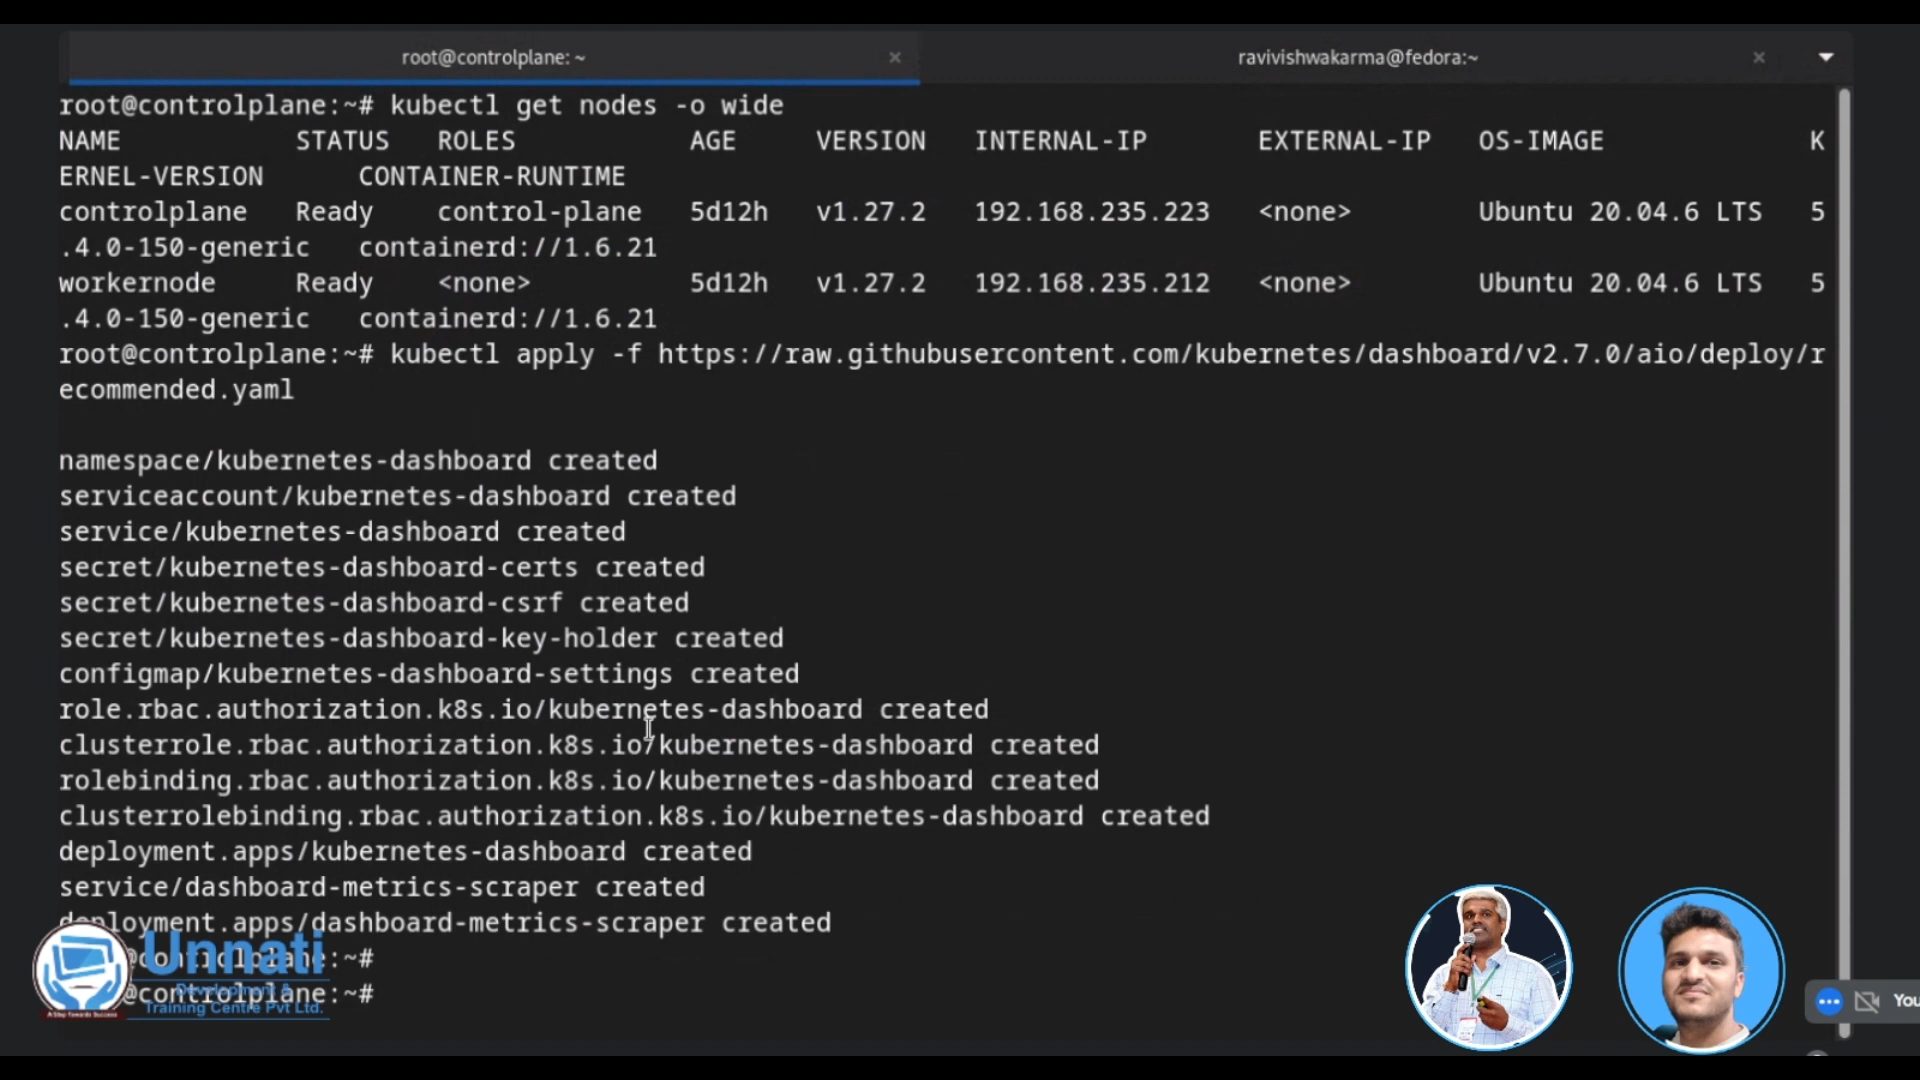 root@controlplane: ~
ravivishwakarma@fedora:~
root@controlplane:~# kubectl get nodes -o wide
NAME STATUS ROLES AGE VERSION INTERNAL-IP EXTERNAL-IP OS-IMAGE K
ERNEL-VERSION CONTAINER-RUNTIME
controlplane Ready control-plane 5d12h v1.27.2 192.168.235.223 <none> Ubuntu 20.04.6 LTS 5
.4.0-150-generic containerd://1.6.21
workernode Ready <none> 5d12h v1.27.2 192.168.235.212 <none> Ubuntu 20.04.6 LTS 5
.4.0-150-generic containerd://1.6.21
root@controlplane:~# kubectl apply -f https://raw.githubusercontent.com/kubernetes/dashboard/v2.7.0/aio/deploy/r
ecommended.yaml
namespace/kubernetes-dashboard created
serviceaccount/kubernetes-dashboard created
service/kubernetes-dashboard created
secret/kubernetes-dashboard-certs created
secret/kubernetes-dashboard-csrf created
secret/kubernetes-dashboard-key-holder created
configmap/kubernetes-dashboard-settings created
role.rbac.authorization.k8s.io/kubernetes-dashboard created
clusterrole.rbac.authorization.k8s.io/kubernetes-dashboard created
rolebinding.rbac.authorization.k8s.io/kubernetes-dashboard created
clusterrolebinding.rbac.authorization.k8s.io/kubernetes-dashboard created
deployment.apps/kubernetes-dashboard created
service/dashboard-metrics-scraper created
deployment.apps/dashboard-metrics-scraper created
@controlplane:~#
@controlplane:~#
Unnati
Development &
Training Centre Pvt Ltd.
A Step Towards Success
You